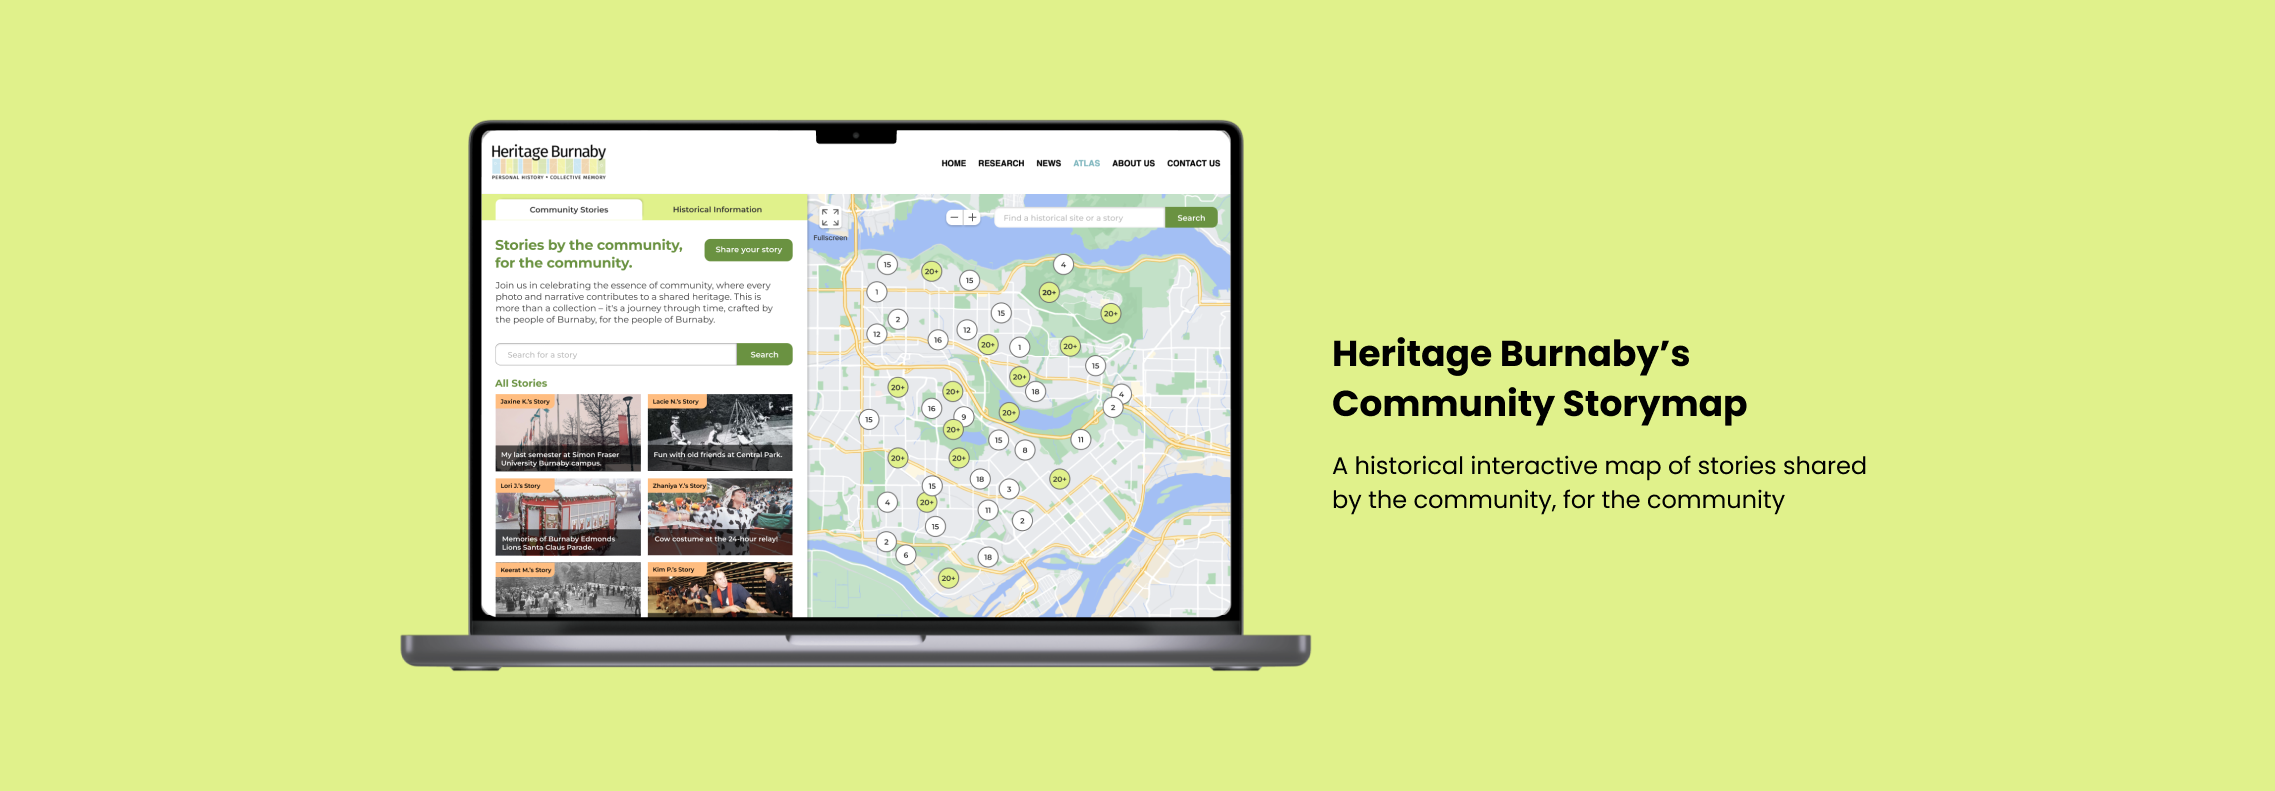 Heritage Burnaby
PERSONAL HISTORY • COLLECTIVE MEMORY
HOME RESEARCH NEWS ATLAS ABOUT US CONTACT US
Community Stories
Historical Information
Stories by the community,
for the community.
Share your story
Join us in celebrating the essence of community, where every
photo and narrative contributes to a shared heritage. This is
more than a collection – it's a journey through time, crafted by
the people of Burnaby, for the people of Burnaby.
Search for a story
Search
All Stories
Jaxine K.'s Story
My last semester at Simon Fraser
University Burnaby campus.
Lacie N.'s Story
Fun with old friends at Central Park.
Lori J.'s Story
Memories of Burnaby Edmonds
Lions Santa Claus Parade.
Zhaniya Y.'s Story
Cow costume at the 24-hour relay!
Keerat M.'s Story
Kim P.'s Story
Fullscreen
− +
Find a historical site or a story
Search
15
20+
15
4
1
20+
20+
2
15
12
12
16
20+
1
20+
15
20+
20+
20+
18
4
2
16
9
20+
15
20+
15
8
11
20+
20+
18
20+
15
3
4
20+
11
2
15
2
6
18
20+
Heritage Burnaby’s
Community Storymap
A historical interactive map of stories shared
by the community, for the community